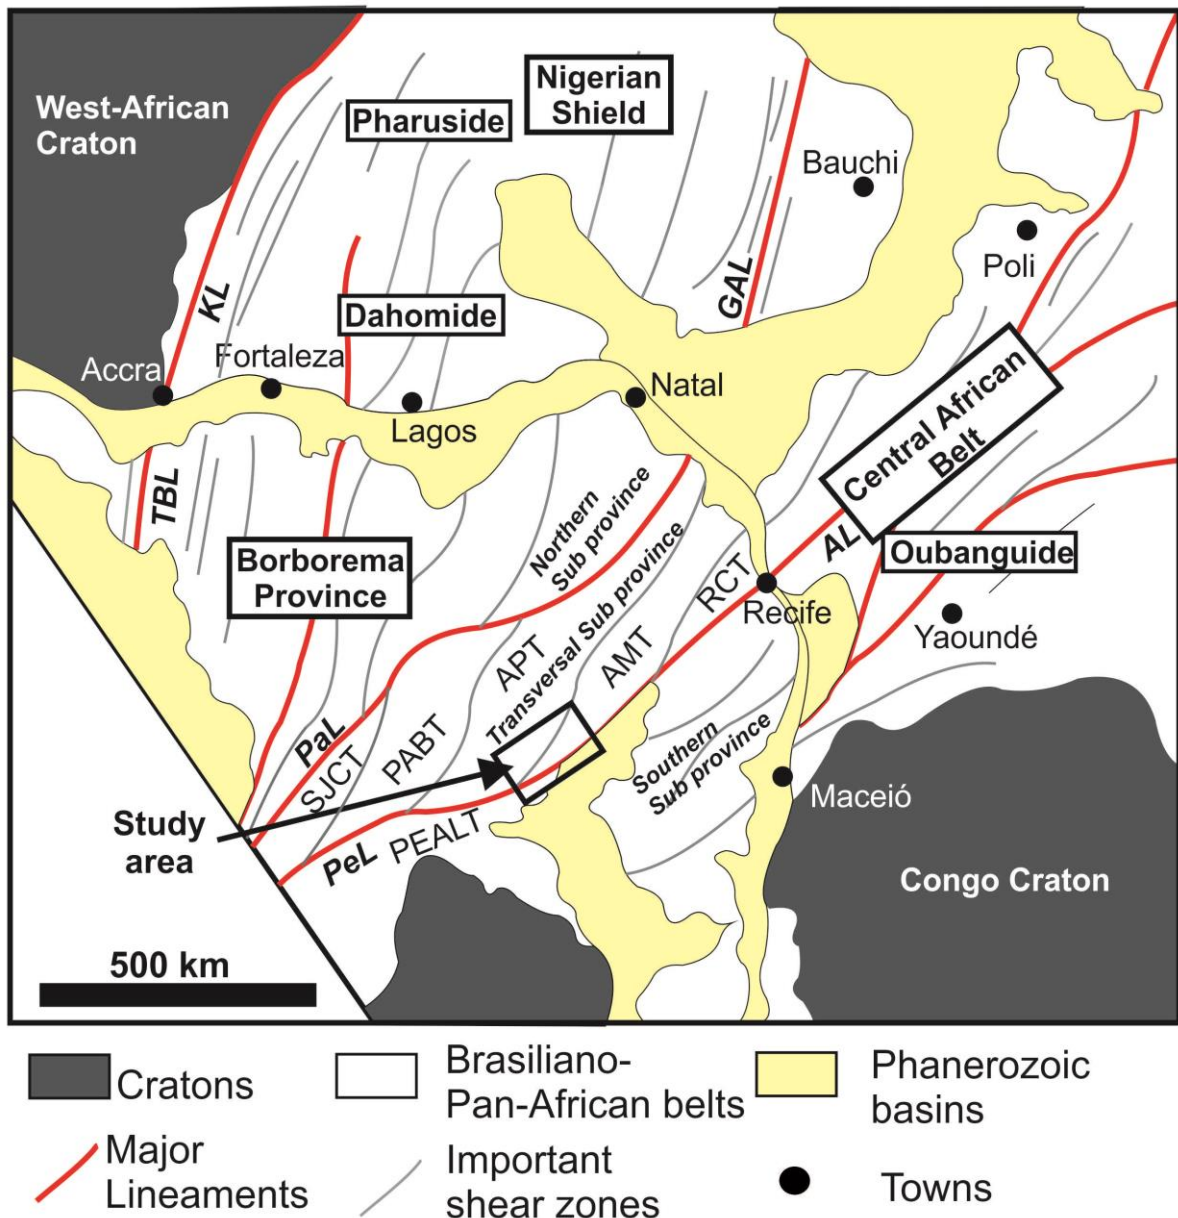 West-African
Craton
Pharuside
Nigerian
Shield
Bauchi
Poli
KL
GAL
Dahomide
Accra
Fortaleza
Lagos
Natal
Central African
Belt
TBL
Northern
Sub province
Borborema
Province
AL
Oubanguide
RCT
Recife
Yaoundé
APT
Transversal Sub province
AMT
PaL
SJCT
PABT
Southern
Sub province
Maceió
Study
area
PeL
PEALT
Congo Craton
500 km
Cratons
Brasiliano-
Pan-African belts
Phanerozoic
basins
Major
Lineaments
Important
shear zones
Towns